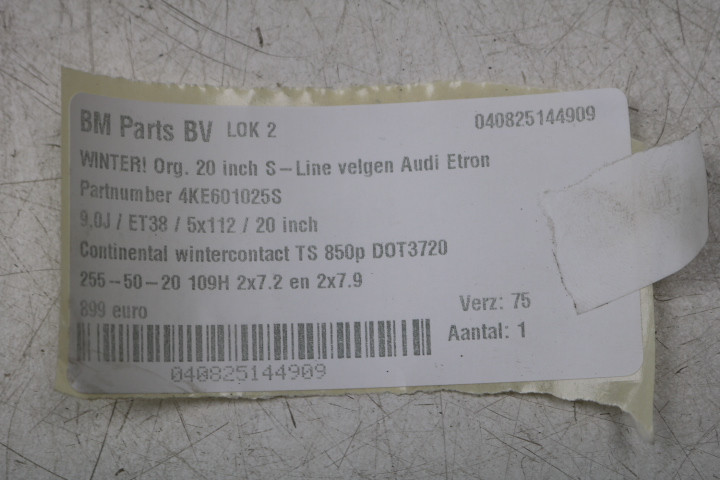 BM Parts BV LOK 2 040825144909
WINTER! Org. 20 inch S-Line velgen Audi Etron
Partnumber 4KE601025S
9,0J / ET38 / 5x112 / 20 inch
Continental wintercontact TS 850p DOT3720
255-50-20 109H 2x7.2 en 2x7.9
899 euro
Verz: 75
Aantal: 1
040825144909